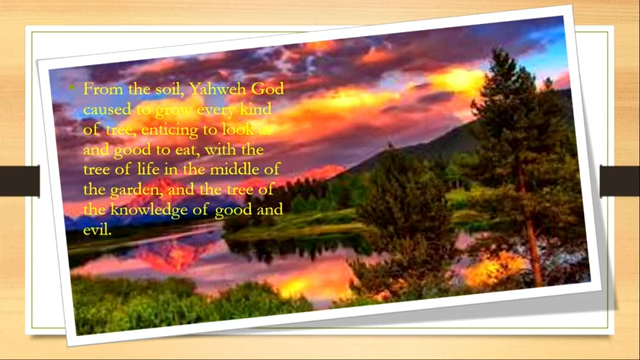 From the soil, Yahweh God
caused to grow every kind
of tree, enticing to look at
and good to eat, with the
tree of life in the middle of
the garden, and the tree of
the knowledge of good and
evil.